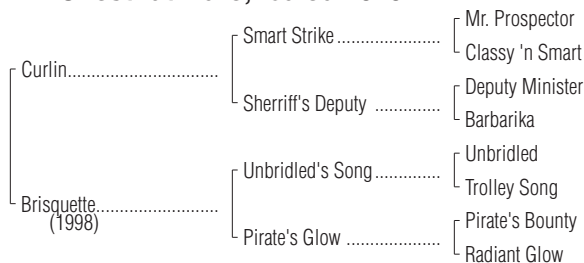 Mr. Prospector
Smart Strike
Classy 'n Smart
Curlin
Deputy Minister
Sherriff's Deputy
Barbarika
Unbridled
Unbridled's Song
Trolley Song
Brisquette
(1998)
Pirate's Bounty
Pirate's Glow
Radiant Glow